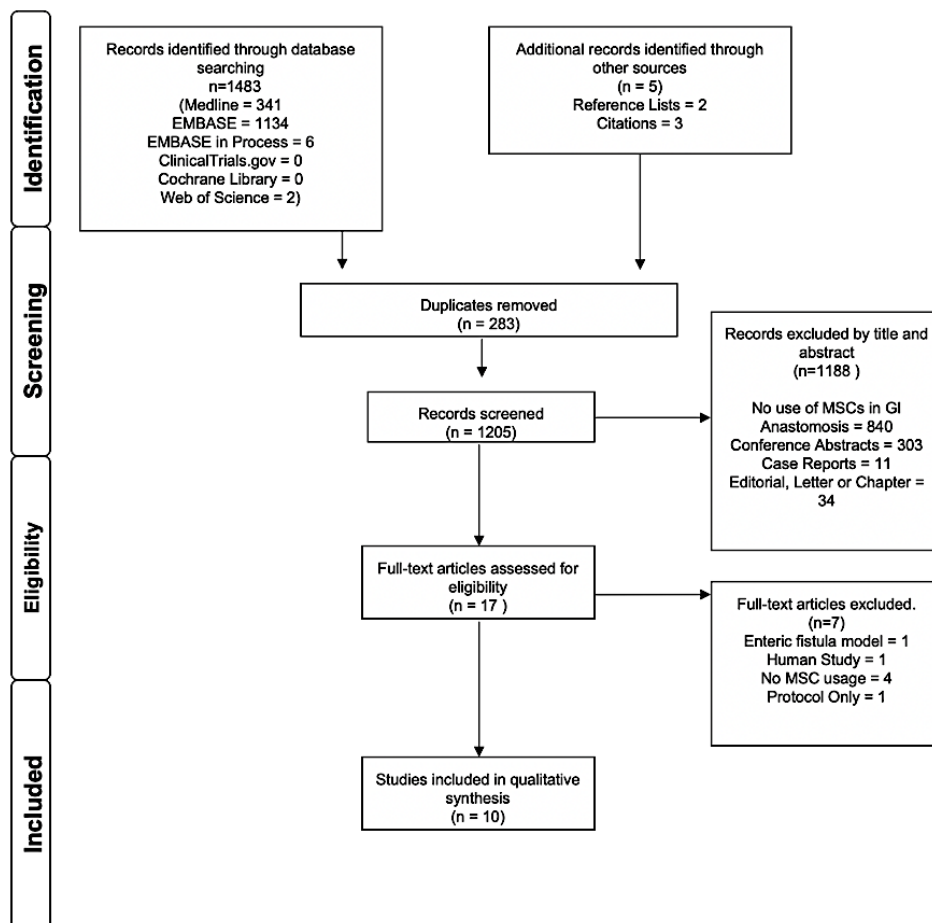 Identification
Records identified through database
searching
n=1483
(Medline = 341
EMBASE = 1134
EMBASE in Process = 6
ClinicalTrials.gov = 0
Cochrane Library = 0
Web of Science = 2)
Additional records identified through
other sources
(n = 5)
Reference Lists = 2
Citations = 3
Screening
Duplicates removed
(n = 283)
Records screened
(n = 1205)
Records excluded by title and
abstract
(n=1188 )
No use of MSCs in GI
Anastomosis = 840
Conference Abstracts = 303
Case Reports = 11
Editorial, Letter or Chapter =
34
Eligibility
Full-text articles assessed for
eligibility
(n = 17 )
Full-text articles excluded.
(n=7)
Enteric fistula model = 1
Human Study = 1
No MSC usage = 4
Protocol Only = 1
Included
Studies included in qualitative
synthesis
(n = 10)